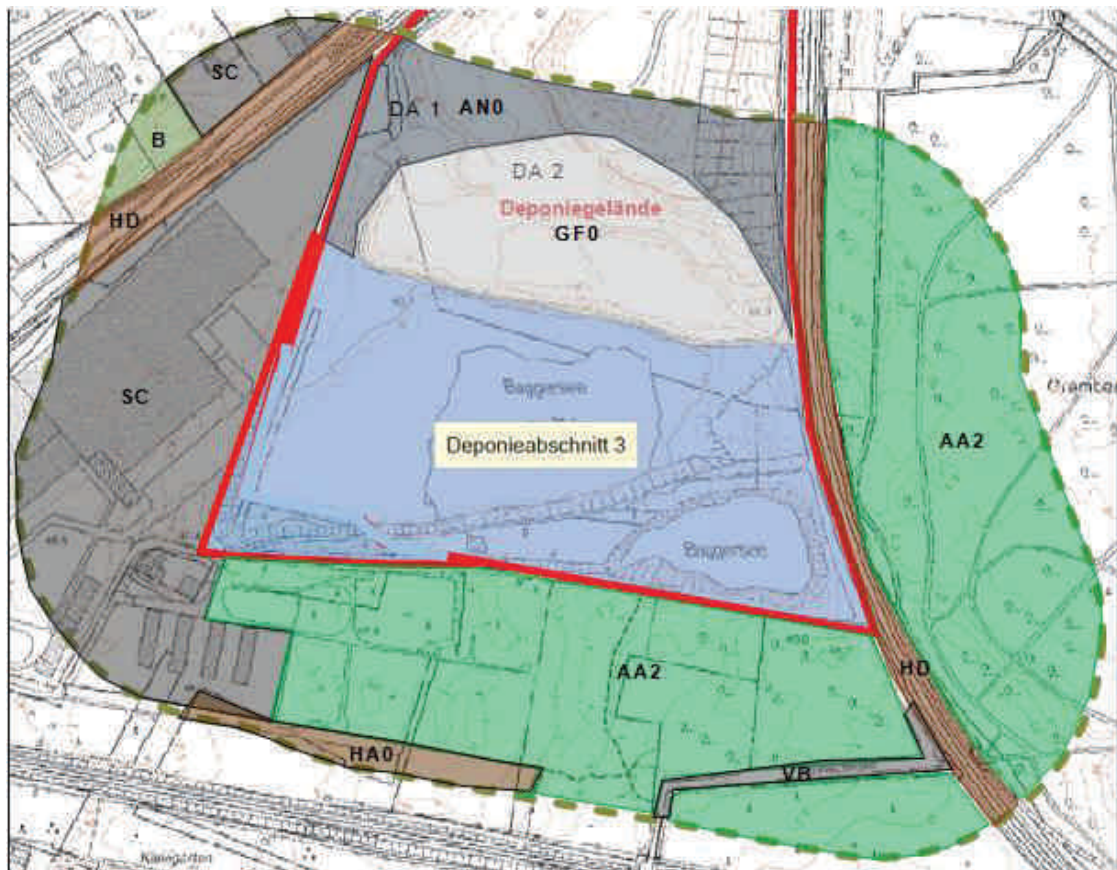 SC
DA 1 AN0
B
DA 2
Deponiegelände
GF0
HD
Baggersee
SC
Deponieabschnitt 3
AA2
Baggersee
AA2
HD
HA0
VB